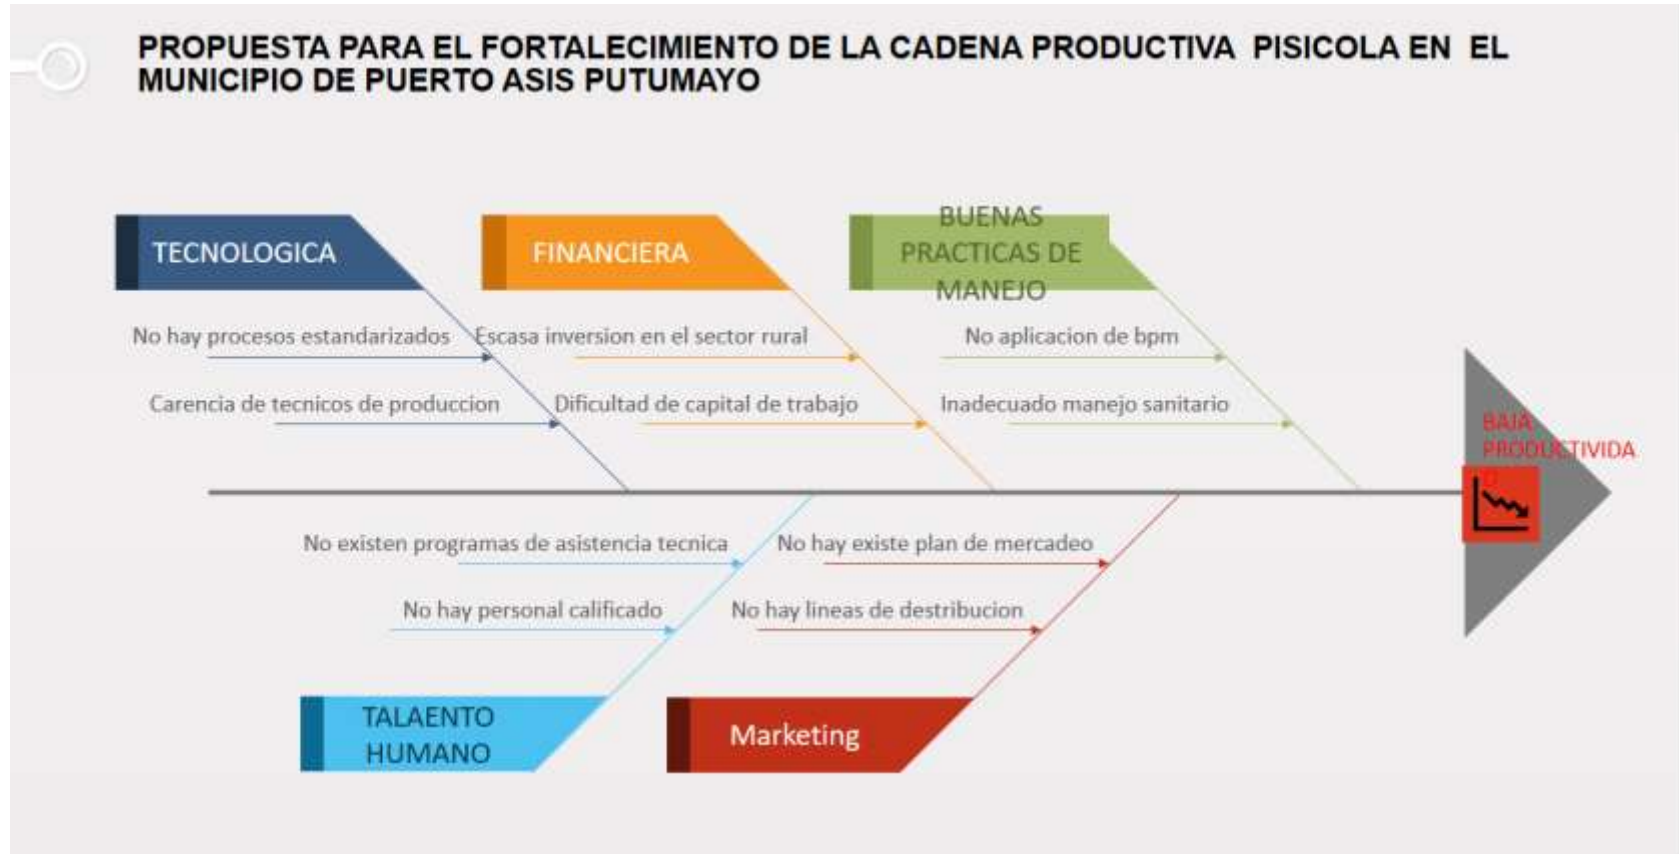 PROPUESTA PARA EL FORTALECIMIENTO DE LA CADENA PRODUCTIVA PISICOLA EN EL
MUNICIPIO DE PUERTO ASIS PUTUMAYO
TECNOLOGICA
FINANCIERA
BUENAS
PRACTICAS DE
MANEJO
No hay procesos estandarizados
Escasa inversion en el sector rural
No aplicacion de bpm
Carencia de tecnicos de produccion
Dificultad de capital de trabajo
Inadecuado manejo sanitario
BAJA
PRODUCTIVIDA
No existen programas de asistencia tecnica
No hay existe plan de mercadeo
No hay personal calificado
No hay lineas de destribucion
TALAENTO
HUMANO
Marketing